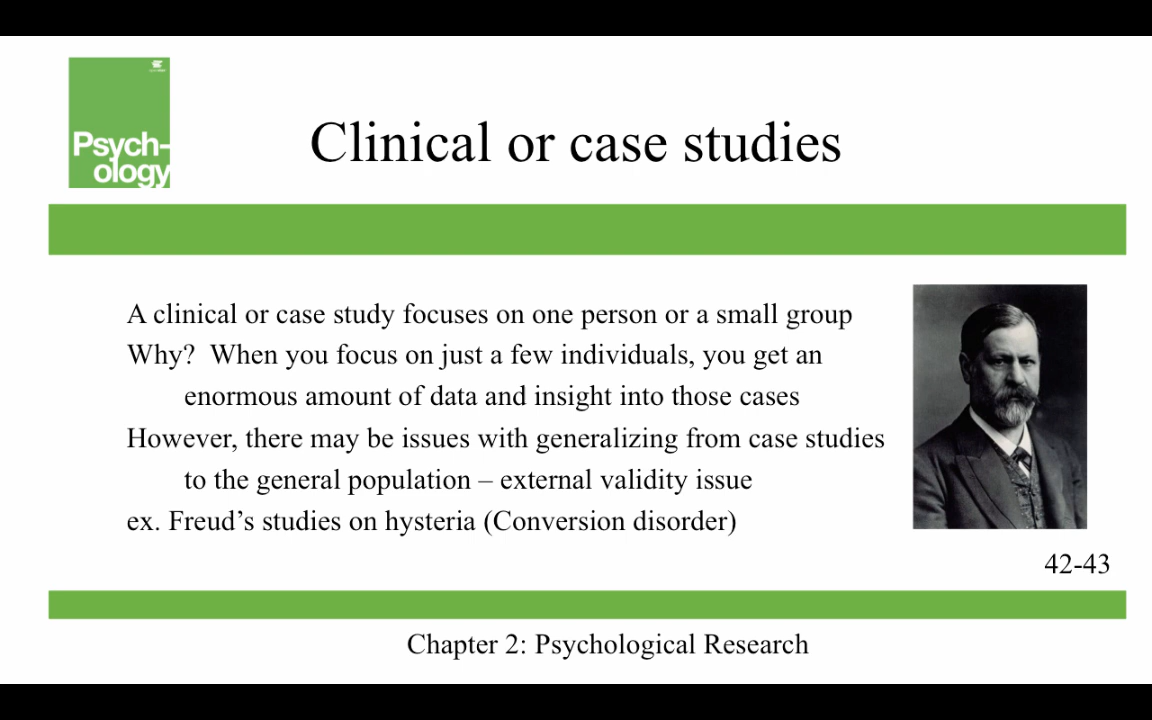 Psych-
ology
Clinical or case studies
A clinical or case study focuses on one person or a small group
Why?  When you focus on just a few individuals, you get an
enormous amount of data and insight into those cases
However, there may be issues with generalizing from case studies
to the general population – external validity issue
ex. Freud’s studies on hysteria (Conversion disorder)
42-43
Chapter 2: Psychological Research